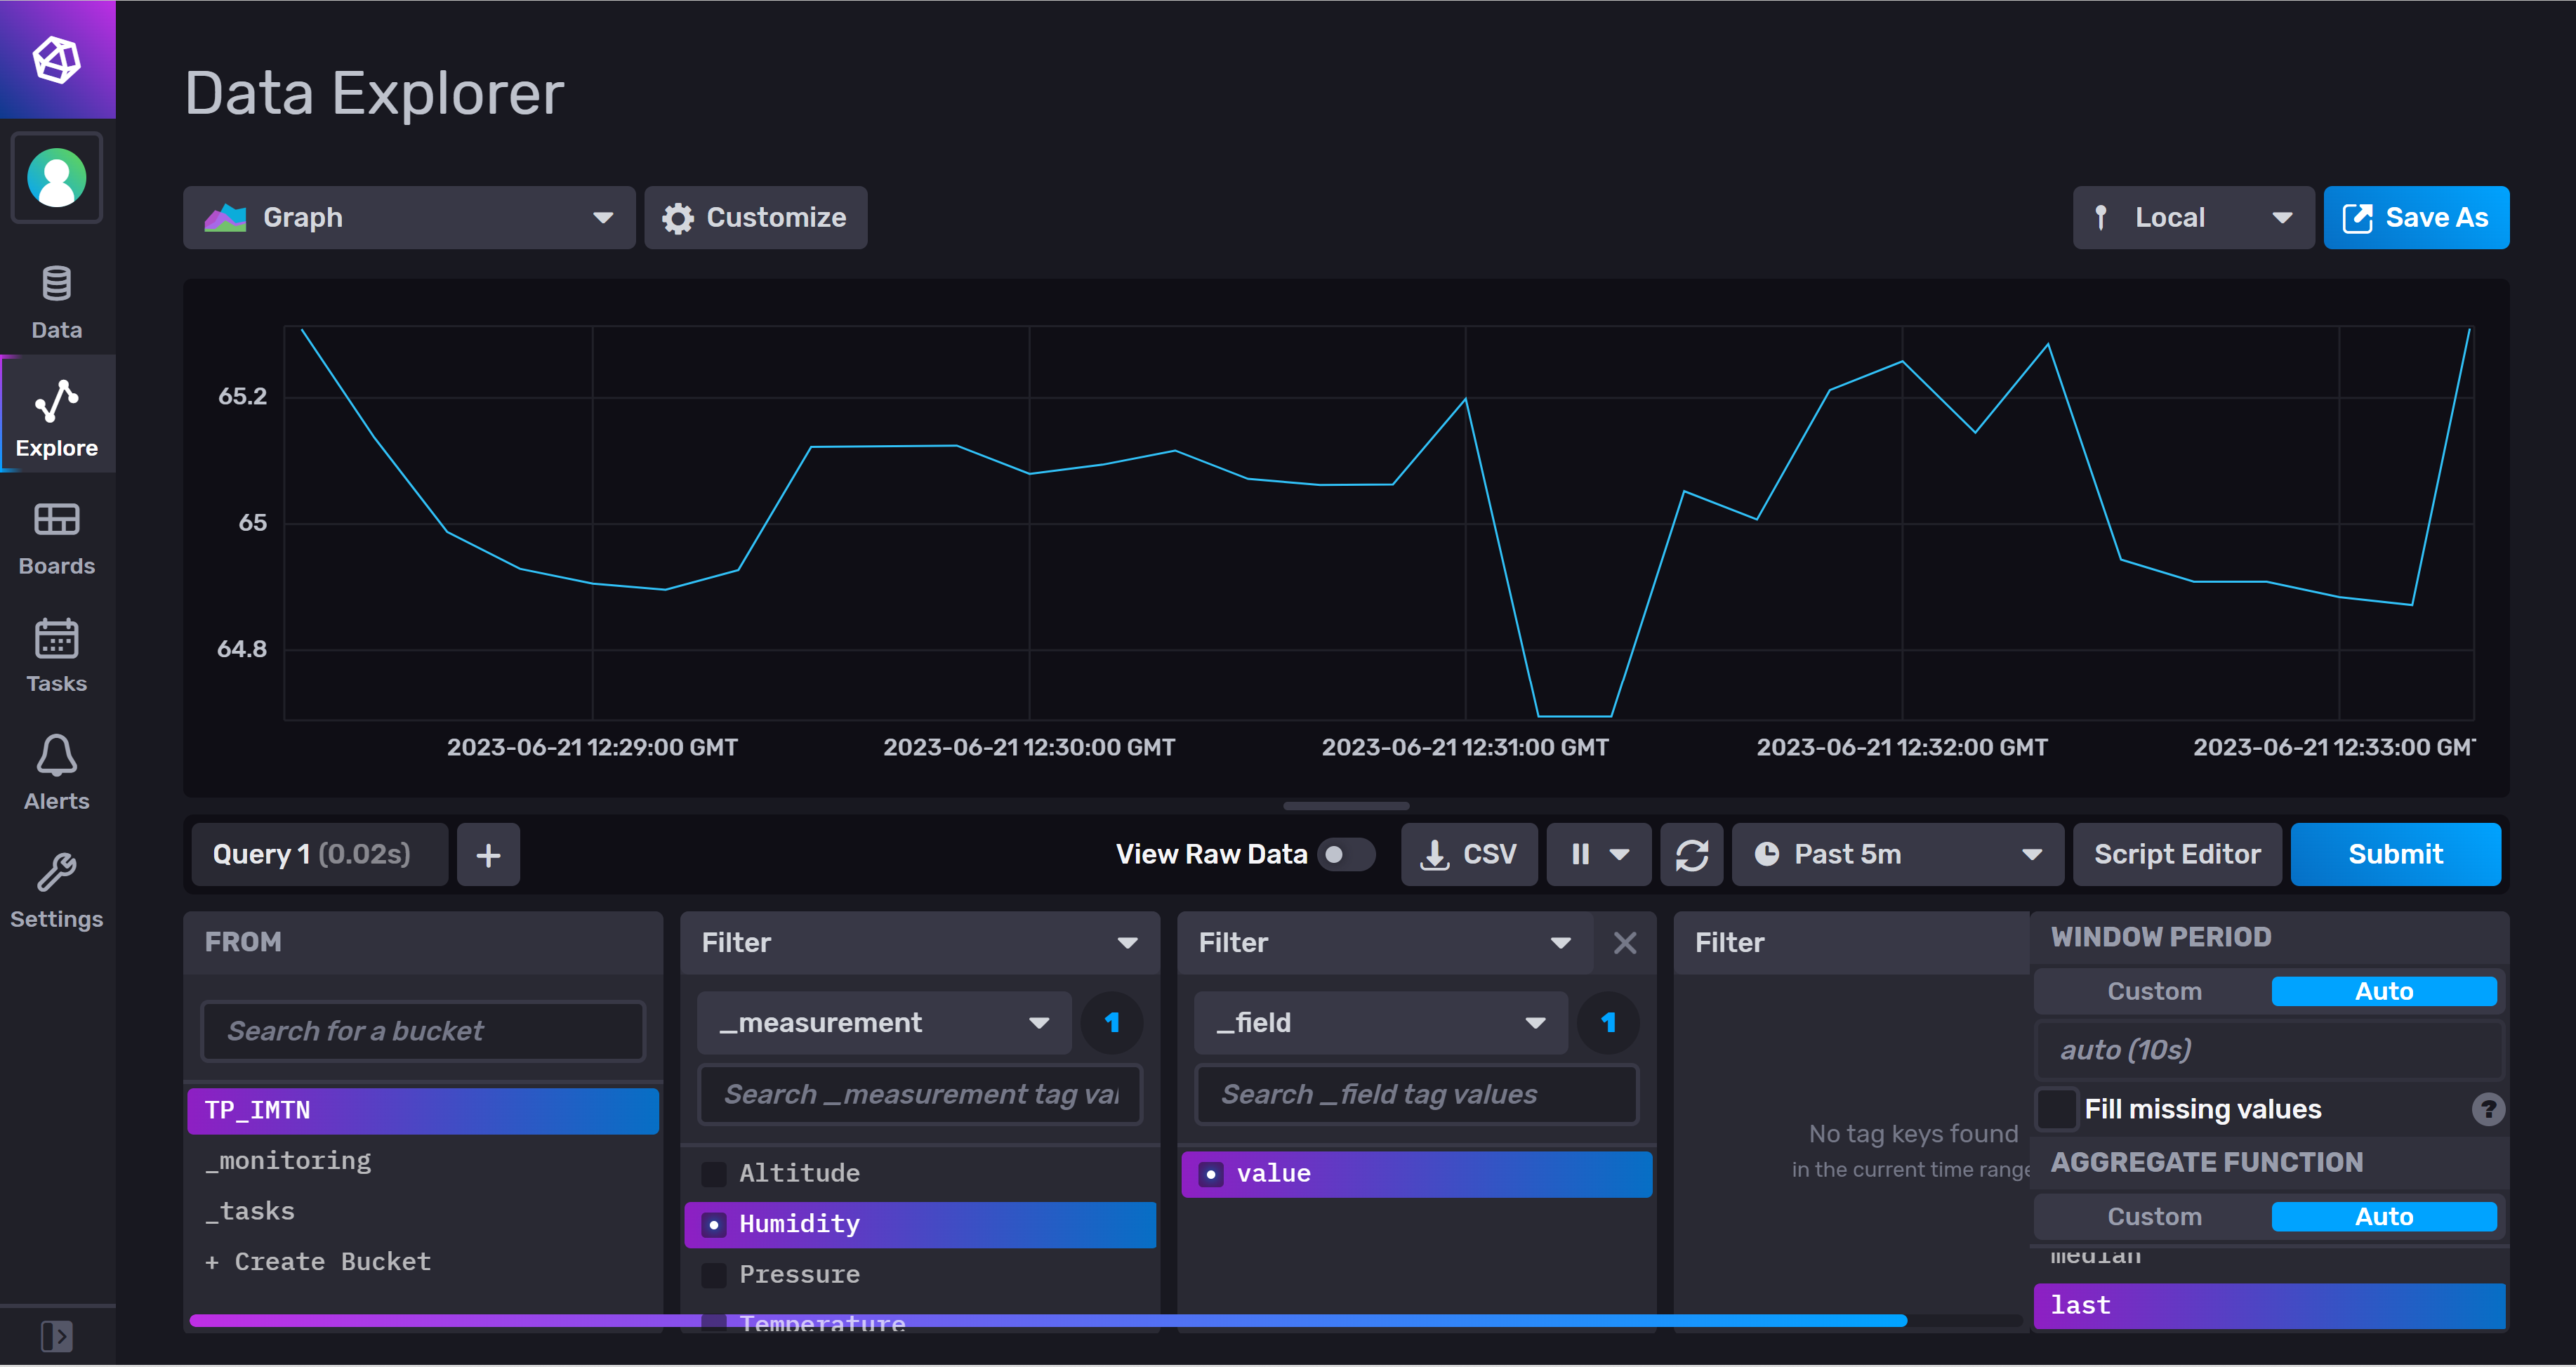 Data Explorer
Graph
Customize
Local
Save As
Data
Explore
Boards
Tasks
Alerts
Settings
65.2
65
64.8
2023-06-21 12:29:00 GMT
2023-06-21 12:30:00 GMT
2023-06-21 12:31:00 GMT
2023-06-21 12:32:00 GMT
2023-06-21 12:33:00 GMT
Query 1 (0.02s)
+
View Raw Data
CSV
Past 5m
Script Editor
Submit
FROM
Search for a bucket
TP_IMTN
_monitoring
_tasks
+ Create Bucket
Filter
_measurement
1
Search _measurement tag val
Altitude
Humidity
Pressure
Temperature
Filter
_field
1
Search _field tag values
value
Filter
No tag keys found
in the current time range
WINDOW PERIOD
Custom
Auto
auto (10s)
Fill missing values
?
AGGREGATE FUNCTION
Custom
Auto
median
last